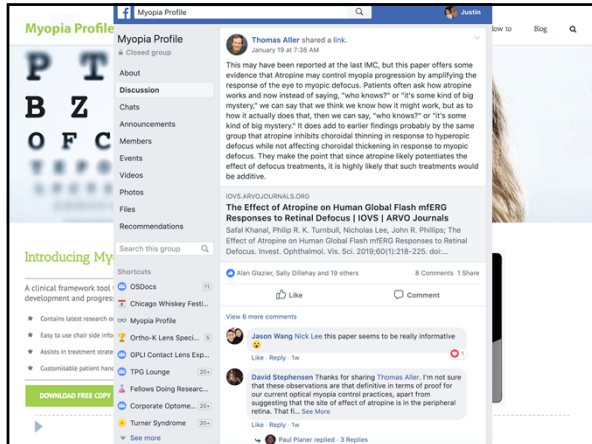 Myopia Profile
low to
Blog
P T
B Z
O F C
T E P O
Introducing My
A clinical framework tool
development and progres
Contains latest research o
Easy to use chair side infor
Assists in treatment strate
Customisable patient hand
DOWNLOAD FREE COPY
Myopia Profile
Justin
Myopia Profile
Closed group
About
Discussion
Chats
Announcements
Members
Events
Videos
Photos
Files
Recommendations
Search this group
Shortcuts
OSDocs 11
Chicago Whiskey Festi...
Myopia Profile
Ortho-K Lens Speci... 5
GPLI Contact Lens Exp...
TPG Lounge 20+
Fellows Doing Researc...
Corporate Optome... 20+
Turner Syndrome 20+
See more
Thomas Aller shared a link.
January 19 at 7:38 AM
This may have been reported at the last IMC, but this paper offers some
evidence that Atropine may control myopia progression by amplifying the
response of the eye to myopic defocus. Patients often ask how atropine
works and now instead of saying, "who knows?" or "it's some kind of big
mystery," we can say that we think we know how it might work, but as to
how it actually does that, then we can say, "who knows?" or "it's some
kind of big mystery." It does add to earlier findings probably by the same
group that atropine inhibits choroidal thinning in response to hyperopic
defocus while not affecting choroidal thickening in response to myopic
defocus. They make the point that since atropine likely potentiates the
effect of defocus treatments, it is highly likely that such treatments would
be additive.
IOVS.ARVOJOURNALS.ORG
The Effect of Atropine on Human Global Flash mfERG
Responses to Retinal Defocus | IOVS | ARVO Journals
Safal Khanal, Philip R. K. Turnbull, Nicholas Lee, John R. Phillips; The
Effect of Atropine on Human Global Flash mfERG Responses to Retinal
Defocus. Invest. Ophthalmol. Vis. Sci. 2019;60(1):218-225. doi:...
Alan Glazier, Sally Dillehay and 19 others
8 Comments 1 Share
Like
Comment
View 6 more comments
Jason Wang Nick Lee this paper seems to be really informative
1
Like · Reply · 1w
David Stephensen Thanks for sharing Thomas Aller. I'm not sure
that these observations are that definitive in terms of proof for
our current optical myopia control practices, apart from
suggesting that the site of effect of atropine is in the peripheral
retina. That fi... See More
Like · Reply · 1w
Paul Planer replied · 3 Replies